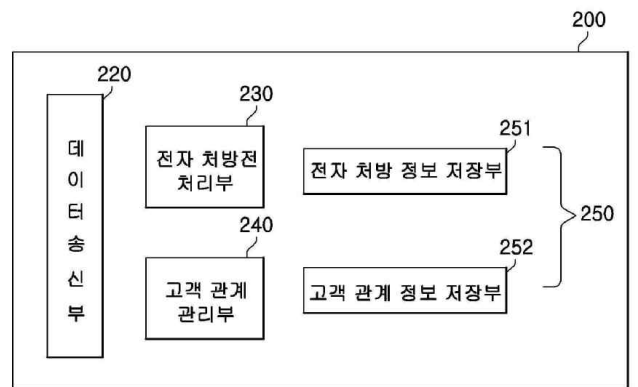 200
220
데이터송신부
230
전자 처방전
처리부
240
고객 관계
관리부
251
전자 처방 정보 저장부
252
고객 관계 정보 저장부
250